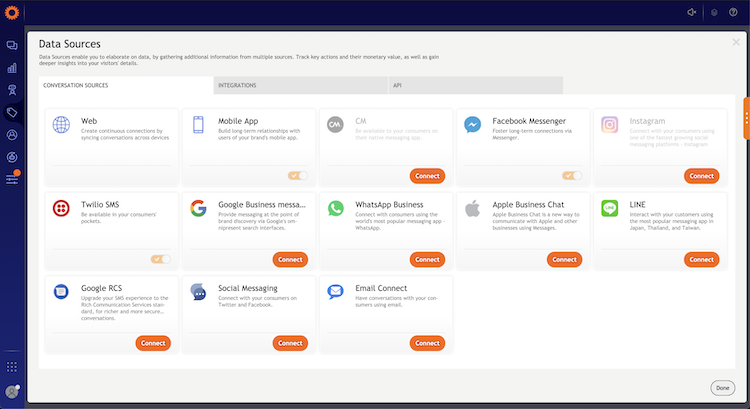 Data Sources
Data Sources enable you to elaborate on data, by gathering additional information from multiple sources. Track key actions and their monetary value, as well as gain
deeper insights into your visitors' details.
CONVERSATION SOURCES
INTEGRATIONS
API
Web
Create continuous connections by
syncing conversations across devices
Mobile App
Build long-term relationships with
users of your brand's mobile app.
CM
CM
Be available to your consumers on
their native messaging app.
Connect
Facebook Messenger
Foster long-term connections via
Messenger.
Instagram
Connect with your customers using
one of the fastest growing social
messaging platforms - Instagram
Connect
Twilio SMS
Be available in your consumers'
pockets.
Google Business messa...
Provide messaging at the point of
brand discovery via Google's om-
nipresent search interfaces.
Connect
WhatsApp Business
Connect with consumers using the
world's most popular messaging app -
WhatsApp.
Connect
Apple Business Chat
Apple Business Chat is a new way to
communicate with Apple and other
businesses using Messages.
Connect
LINE
LINE
Interact with your customers using
the most popular messaging app in
Japan, Thailand, and Taiwan.
Connect
Google RCS
Upgrade your SMS experience to the
Rich Communication Services stan-
dard, for richer and more secure...
conversations.
Connect
Social Messaging
Connect with your consumers on
Twitter and Facebook.
Connect
Email Connect
Have conversations with your con-
sumers using email.
Connect
Done